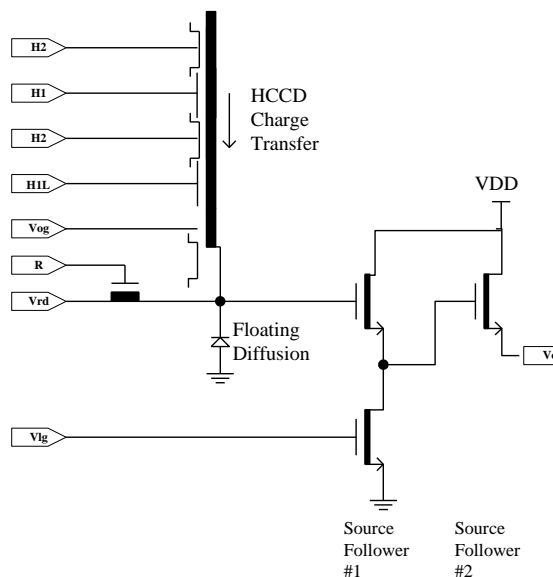 H2
H1
H2
H1L
Vog
R
Vrd
Vlg
HCCD
Charge
Transfer
Floating
Diffusion
VDD
Source
Follower
#1
Source
Follower
#2